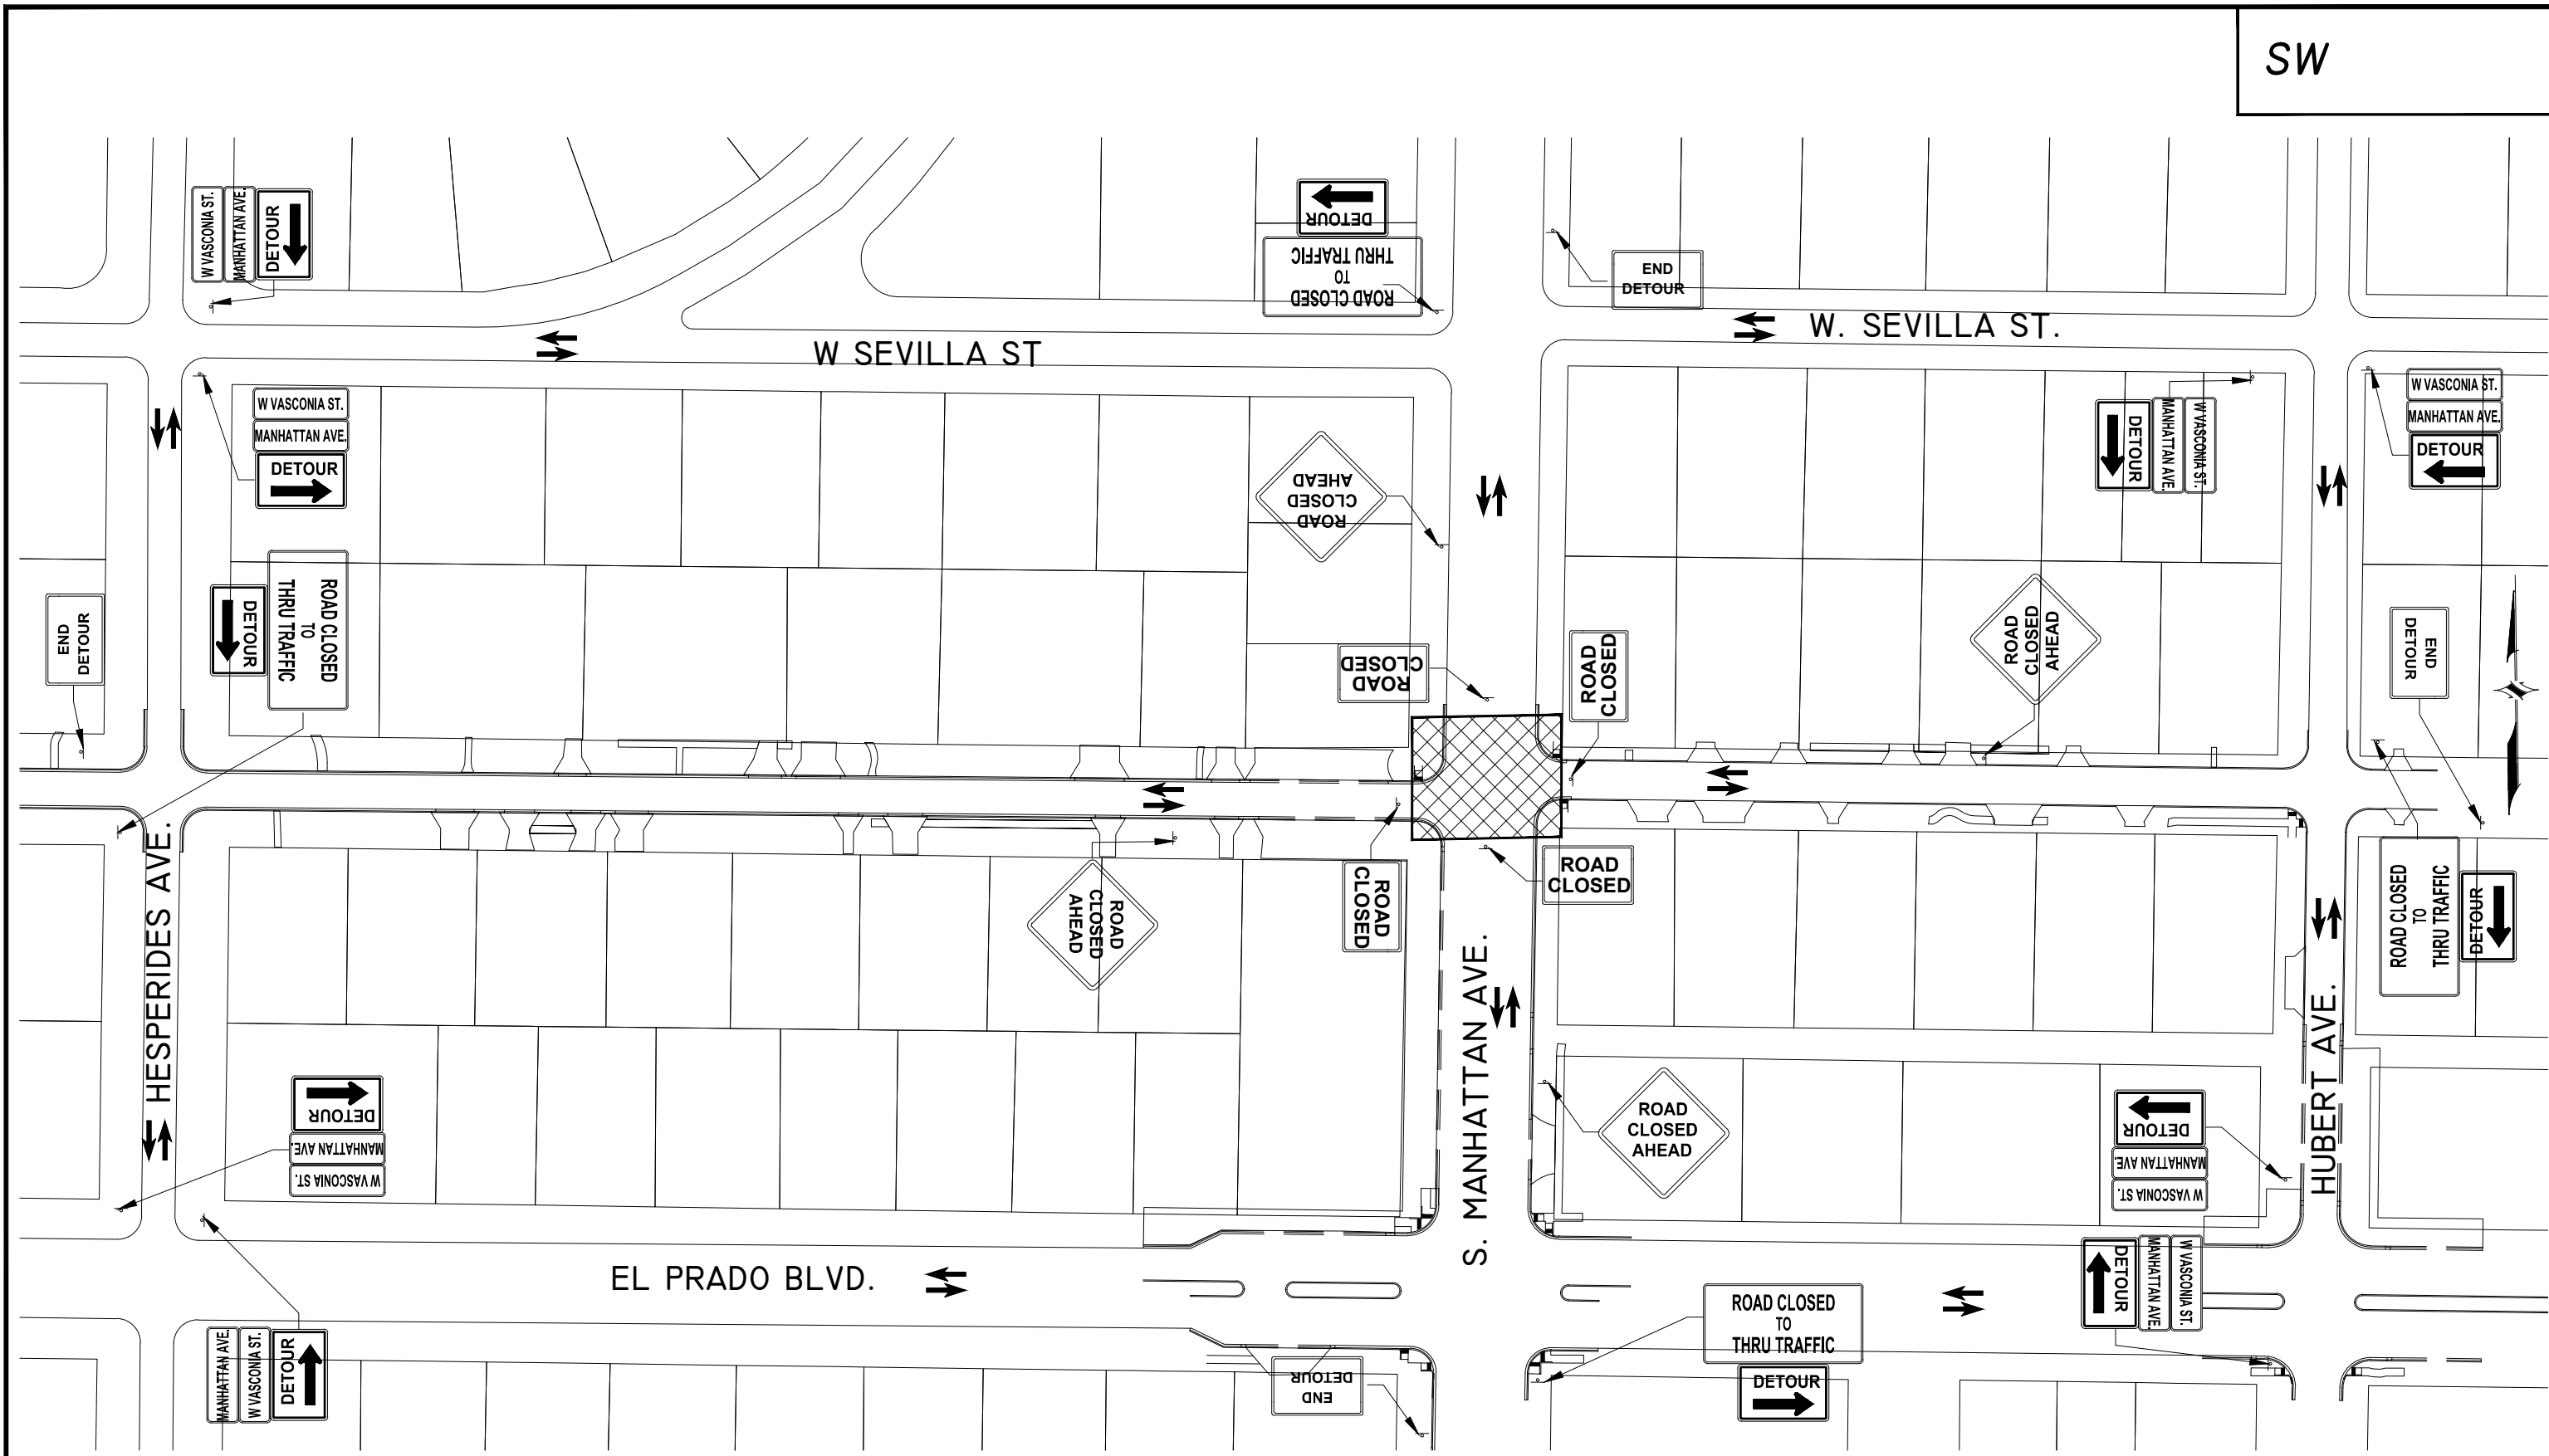 SW
W VASCONIA ST.
MANHATTAN AVE.
DETOUR
DETOUR
ROAD CLOSED
TO
THRU TRAFFIC
END
DETOUR
W SEVILLA ST
W. SEVILLA ST.
W VASCONIA ST.
MANHATTAN AVE.
DETOUR
ROAD
CLOSED
AHEAD
W VASCONIA ST.
MANHATTAN AVE.
DETOUR
W VASCONIA ST.
MANHATTAN AVE.
DETOUR
END
DETOUR
ROAD CLOSED
TO
THRU TRAFFIC
DETOUR
ROAD
CLOSED
ROAD
CLOSED
ROAD
CLOSED
AHEAD
END
DETOUR
HESPERIDES AVE.
ROAD
CLOSED
AHEAD
ROAD
CLOSED
ROAD
CLOSED
ROAD CLOSED
TO
THRU TRAFFIC
DETOUR
S. MANHATTAN AVE.
HUBERT AVE.
DETOUR
MANHATTAN AVE.
W VASCONIA ST.
ROAD
CLOSED
AHEAD
DETOUR
MANHATTAN AVE.
W VASCONIA ST.
EL PRADO BLVD.
MANHATTAN AVE.
W VASCONIA ST.
DETOUR
END
DETOUR
ROAD CLOSED
TO
THRU TRAFFIC
DETOUR
W VASCONIA ST.
MANHATTAN AVE.
DETOUR